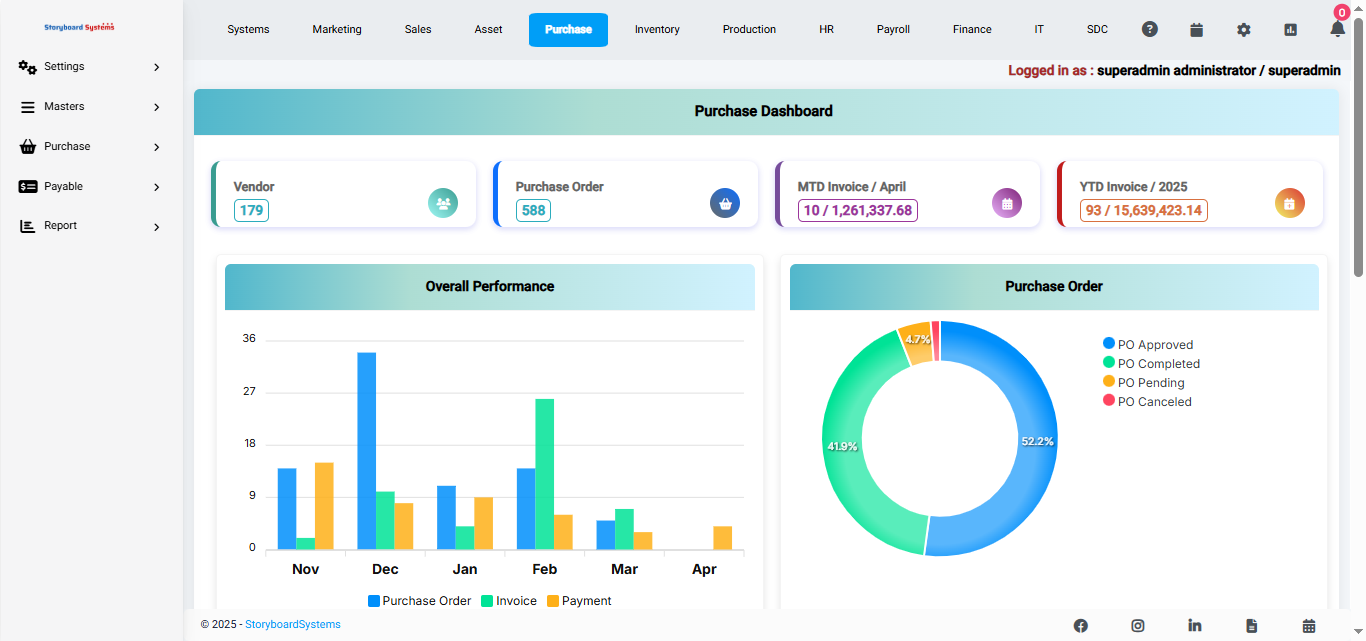 Storyboard Systems
Systems Marketing Sales Asset Purchase Inventory Production HR Payroll Finance IT SDC 0
Logged in as : superadmin administrator / superadmin
Settings
Masters
Purchase
Payable
Report
Purchase Dashboard
Vendor
179
Purchase Order
588
MTD Invoice / April
10 / 1,261,337.68
YTD Invoice / 2025
93 / 15,639,423.14
Overall Performance
36
27
18
9
0
Nov Dec Jan Feb Mar Apr
Purchase Order Invoice Payment
Purchase Order
4.7%
41.9%
52.2%
PO Approved
PO Completed
PO Pending
PO Canceled
© 2025 - StoryboardSystems